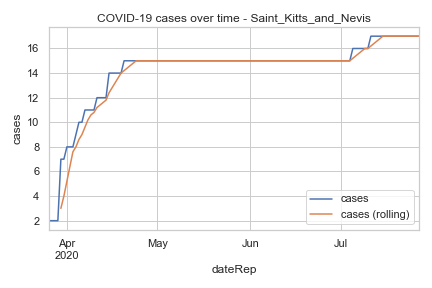 COVID-19 cases over time - Saint_Kitts_and_Nevis
cases
16
14
12
10
8
6
4
2
Apr
2020
May
Jun
Jul
dateRep
cases
cases (rolling)